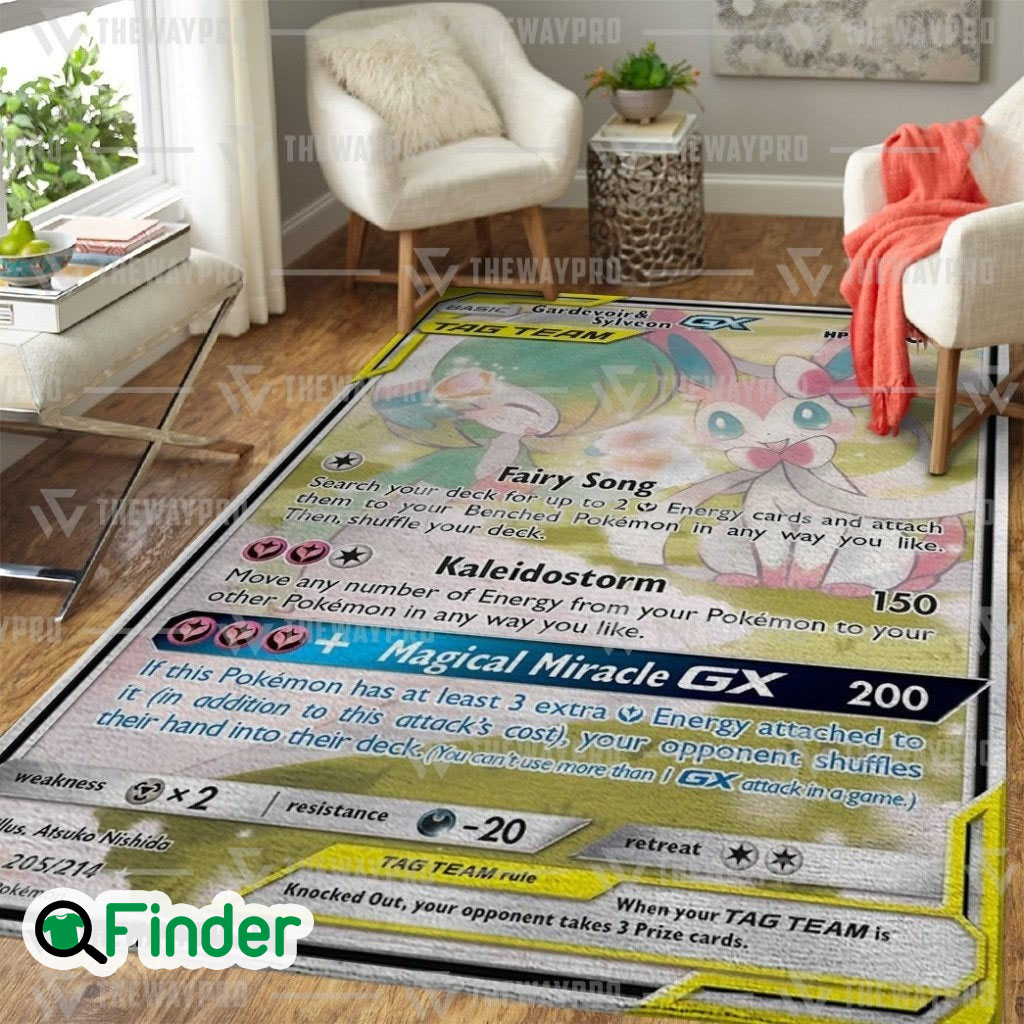 THEWAYPRO
BASIC
Gardevoir&
Sylveon GX
HP
TAG TEAM
Fairy Song
Search your deck for up to 2 Energy cards and attach
them to your Benched Pokémon in any way you like.
Then, shuffle your deck.
Kaleidostorm
150
Move any number of Energy from your Pokémon to your
other Pokémon in any way you like.
+ Magical Miracle GX 200
If this Pokémon has at least 3 extra Energy attached to
it (in addition to this attack's cost), your opponent shuffles
their hand into their deck. (You can't use more than 1 GX attack in a game.)
weakness ×2 resistance -20 retreat
Illus. Atsuko Nishida
205/214
TAG TEAM rule
When your TAG TEAM is
Knocked Out, your opponent takes 3 Prize cards.
Finder